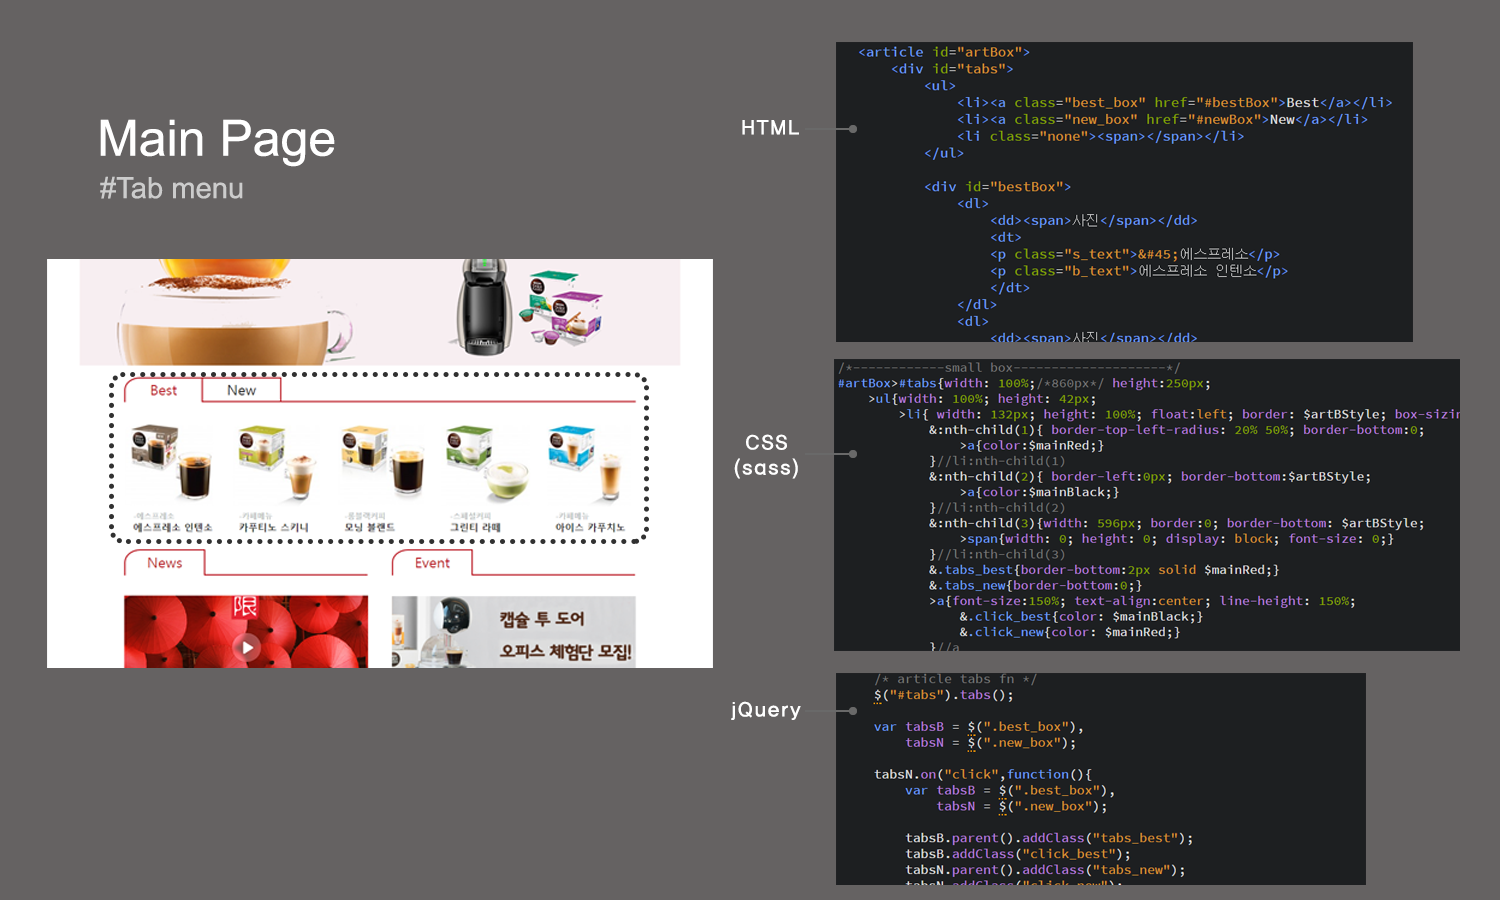 Main Page
#Tab menu
Best
New
-에스프레소
에스프레소 인텐소
-카페메뉴
카푸티노 스키니
-롱블랙커피
모닝 블렌드
-스페셜커피
그린티 라떼
-카페메뉴
아이스 카푸치노
News
Event
限
캡슐 투 도어
오피스 체험단 모집!
HTML
<article id="artBox">
<div id="tabs">
<ul>
<li><a class="best_box" href="#bestBox">Best</a></li>
<li><a class="new_box" href="#newBox">New</a></li>
<li class="none"><span></span></li>
</ul>
<div id="bestBox">
<dl>
<dd><span>사진</span></dd>
<dt>
<p class="s_text">&#45;에스프레소</p>
<p class="b_text">에스프레소 인텐소</p>
</dt>
</dl>
<dl>
<dd><span>사진</span></dd>
CSS
(sass)
/*------------small box--------------------*/
#artBox>#tabs{width: 100%;/*860px*/ height:250px;
>ul{width: 100%; height: 42px;
>li{ width: 132px; height: 100%; float:left; border: $artBStyle; box-sizin
&:nth-child(1){ border-top-left-radius: 20% 50%; border-bottom:0;
>a{color:$mainRed;}
}//li:nth-child(1)
&:nth-child(2){ border-left:0px; border-bottom:$artBStyle;
>a{color:$mainBlack;}
}//li:nth-child(2)
&:nth-child(3){width: 596px; border:0; border-bottom: $artBStyle;
>span{width: 0; height: 0; display: block; font-size: 0;}
}//li:nth-child(3)
&.tabs_best{border-bottom:2px solid $mainRed;}
&.tabs_new{border-bottom:0;}
>a{font-size:150%; text-align:center; line-height: 150%;
&.click_best{color: $mainBlack;}
&.click_new{color: $mainRed;}
}//a
jQuery
/* article tabs fn */
$("#tabs").tabs();
var tabsB = $(".best_box"),
tabsN = $(".new_box");
tabsN.on("click",function(){
var tabsB = $(".best_box"),
tabsN = $(".new_box");
tabsB.parent().addClass("tabs_best");
tabsB.addClass("click_best");
tabsN.parent().addClass("tabs_new");
tabsN.addClass("click_new");